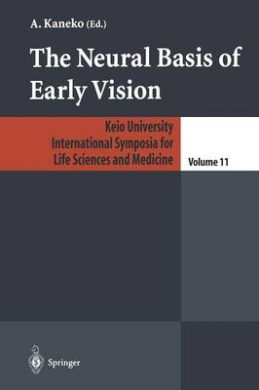 A. Kaneko (Ed.)
The Neural Basis of
Early Vision
Keio University
International Symposia for
Life Sciences and Medicine
Volume 11
Springer